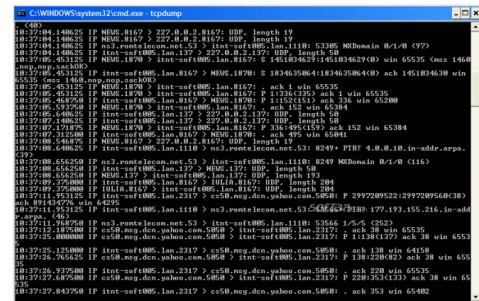 C:\WINDOWS\system32\cmd.exe - tcpdump
. (40)
10:37:04.140625 IP NEWS.8167 > 227.0.0.2.8167: UDP, length 19
10:37:04.140625 IP NEWS.8167 > 227.0.0.2.8167: UDP, length 19
10:37:04.140625 IP ns3.romtelecom.net.53 > itnt-soft005.lan.1110: 53305 NXDomain 0/1/0 (97)
10:37:04.140625 IP itnt-soft005.lan.137 > 227.0.0.2.137: UDP, length 50
10:37:05.453125 IP NEWS.1870 > itnt-soft005.lan.8167: S 1451034629:1451034629(0) win 65535 <mss 1460
,nop,nop,sackOK>
10:37:05.453125 IP itnt-soft005.lan.8167 > NEWS.1870: S 1834635064:1834635064(0) ack 1451034630 win
65535 <mss 1460,nop,nop,sackOK>
10:37:05.453125 IP NEWS.1870 > itnt-soft005.lan.8167: . ack 1 win 65535
10:37:05.453125 IP NEWS.1870 > itnt-soft005.lan.8167: P 1:336(335) ack 1 win 65535
10:37:05.468750 IP itnt-soft005.lan.8167 > NEWS.1870: P 1:152(151) ack 336 win 65200
10:37:05.593750 IP NEWS.1870 > itnt-soft005.lan.8167: . ack 152 win 65384
10:37:05.640625 IP itnt-soft005.lan.137 > 227.0.0.2.137: UDP, length 50
10:37:07.140625 IP itnt-soft005.lan.137 > 227.0.0.2.137: UDP, length 50
10:37:07.171875 IP NEWS.1870 > itnt-soft005.lan.8167: P 336:495(159) ack 152 win 65384
10:37:07.312500 IP itnt-soft005.lan.8167 > NEWS.1870: . ack 495 win 65041
10:37:08.546875 IP NEWS.8167 > 227.0.0.2.8167: UDP, length 19
10:37:08.640625 IP itnt-soft005.lan.1110 > ns3.romtelecom.net.53: 8249+ PTR? 4.0.0.10.in-addr.arpa.
(39)
10:37:08.656250 IP ns3.romtelecom.net.53 > itnt-soft005.lan.1110: 8249 NXDomain 0/1/0 (116)
10:37:08.656250 IP itnt-soft005.lan.137 > NEWS.137: UDP, length 50
10:37:08.656250 IP NEWS.137 > itnt-soft005.lan.137: UDP, length 193
10:37:09.375000 IP itnt-soft005.lan.8167 > IULIA.8167: UDP, length 204
10:37:09.375000 IP IULIA.8167 > itnt-soft005.lan.8167: UDP, length 204
10:37:11.953125 IP itnt-soft005.lan.2317 > cs50.msg.dcn.yahoo.com.5050: P 2997209522:2997209560(38)
ack 891434776 win 64295
10:37:11.953125 IP itnt-soft005.lan.1110 > ns3.romtelecom.net.53: PTR? 177.193.155.216.in-add
r.arpa. (46)
10:37:11.968750 IP ns3.romtelecom.net.53 > itnt-soft005.lan.1110: 53566 1/5/5 (252)
10:37:12.187500 IP cs50.msg.dcn.yahoo.com.5050 > itnt-soft005.lan.2317: . ack 38 win 65535
10:37:25.000000 IP cs50.msg.dcn.yahoo.com.5050 > itnt-soft005.lan.2317: P 1:138(137) ack 38 win 6553
5
10:37:25.125000 IP itnt-soft005.lan.2317 > cs50.msg.dcn.yahoo.com.5050: . ack 138 win 64158
10:37:26.765625 IP cs50.msg.dcn.yahoo.com.5050 > itnt-soft005.lan.2317: P 138:220(82) ack 38 win 655
35
10:37:26.937500 IP itnt-soft005.lan.2317 > cs50.msg.dcn.yahoo.com.5050: . ack 220 win 65535
10:37:27.687500 IP cs50.msg.dcn.yahoo.com.5050 > itnt-soft005.lan.2317: P 220:353(133) ack 38 win 65
535
10:37:27.843750 IP itnt-soft005.lan.2317 > cs50.msg.dcn.yahoo.com.5050: . ack 353 win 65402